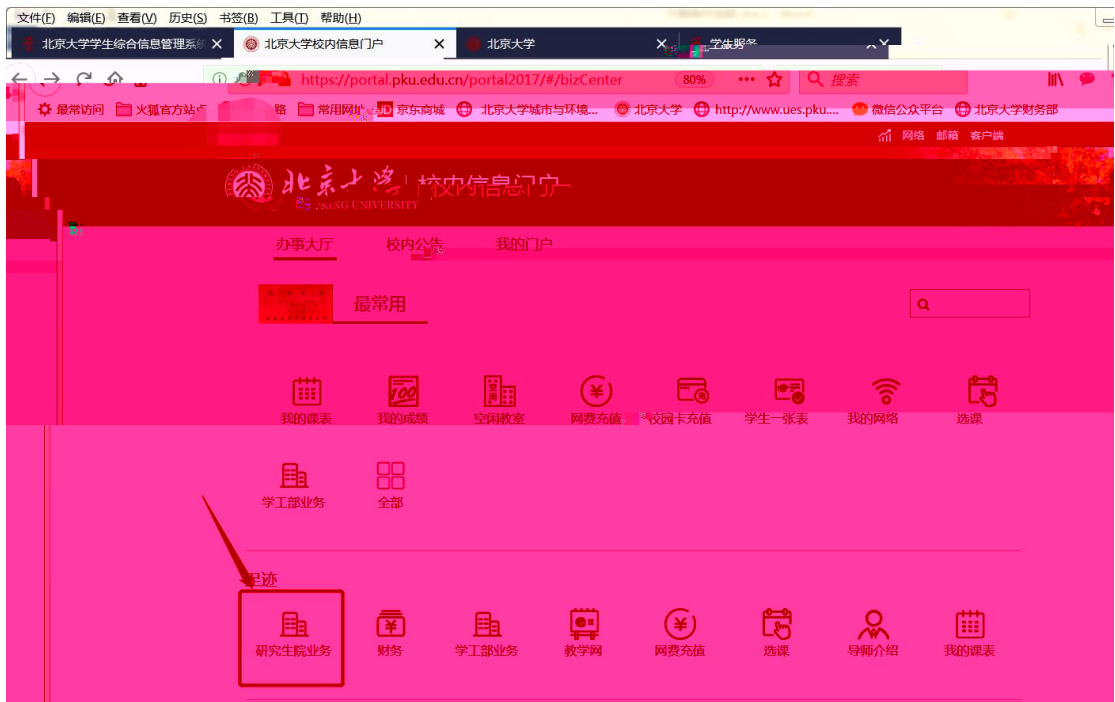 文件(F) 编辑(E) 查看(V) 历史(S) 书签(B) 工具(T) 帮助(H)
北京大学学生综合信息管理系统 北京大学校内信息门户 北京大学
https://portal.pku.edu.cn/portal2017/#/bizCenter 80% 搜索
最常访问 火狐官方站点 常用网址 京东商城 北京大学城市与环境... 北京大学 http://www.ues.pku.... 微信公众平台 北京大学财务部
网络 邮箱 客户端
北京大学 校内信息门户
PEKING UNIVERSITY
办事大厅 校内公告 我的门户
最常用
我的课表 我的成绩 空闲教室 网费充值 校园卡充值 学生一张表 我的网络 选课
学工部业务 全部
足迹
研究生院业务 财务 学工部业务 教学网 网费充值 选课 导师介绍 我的课表